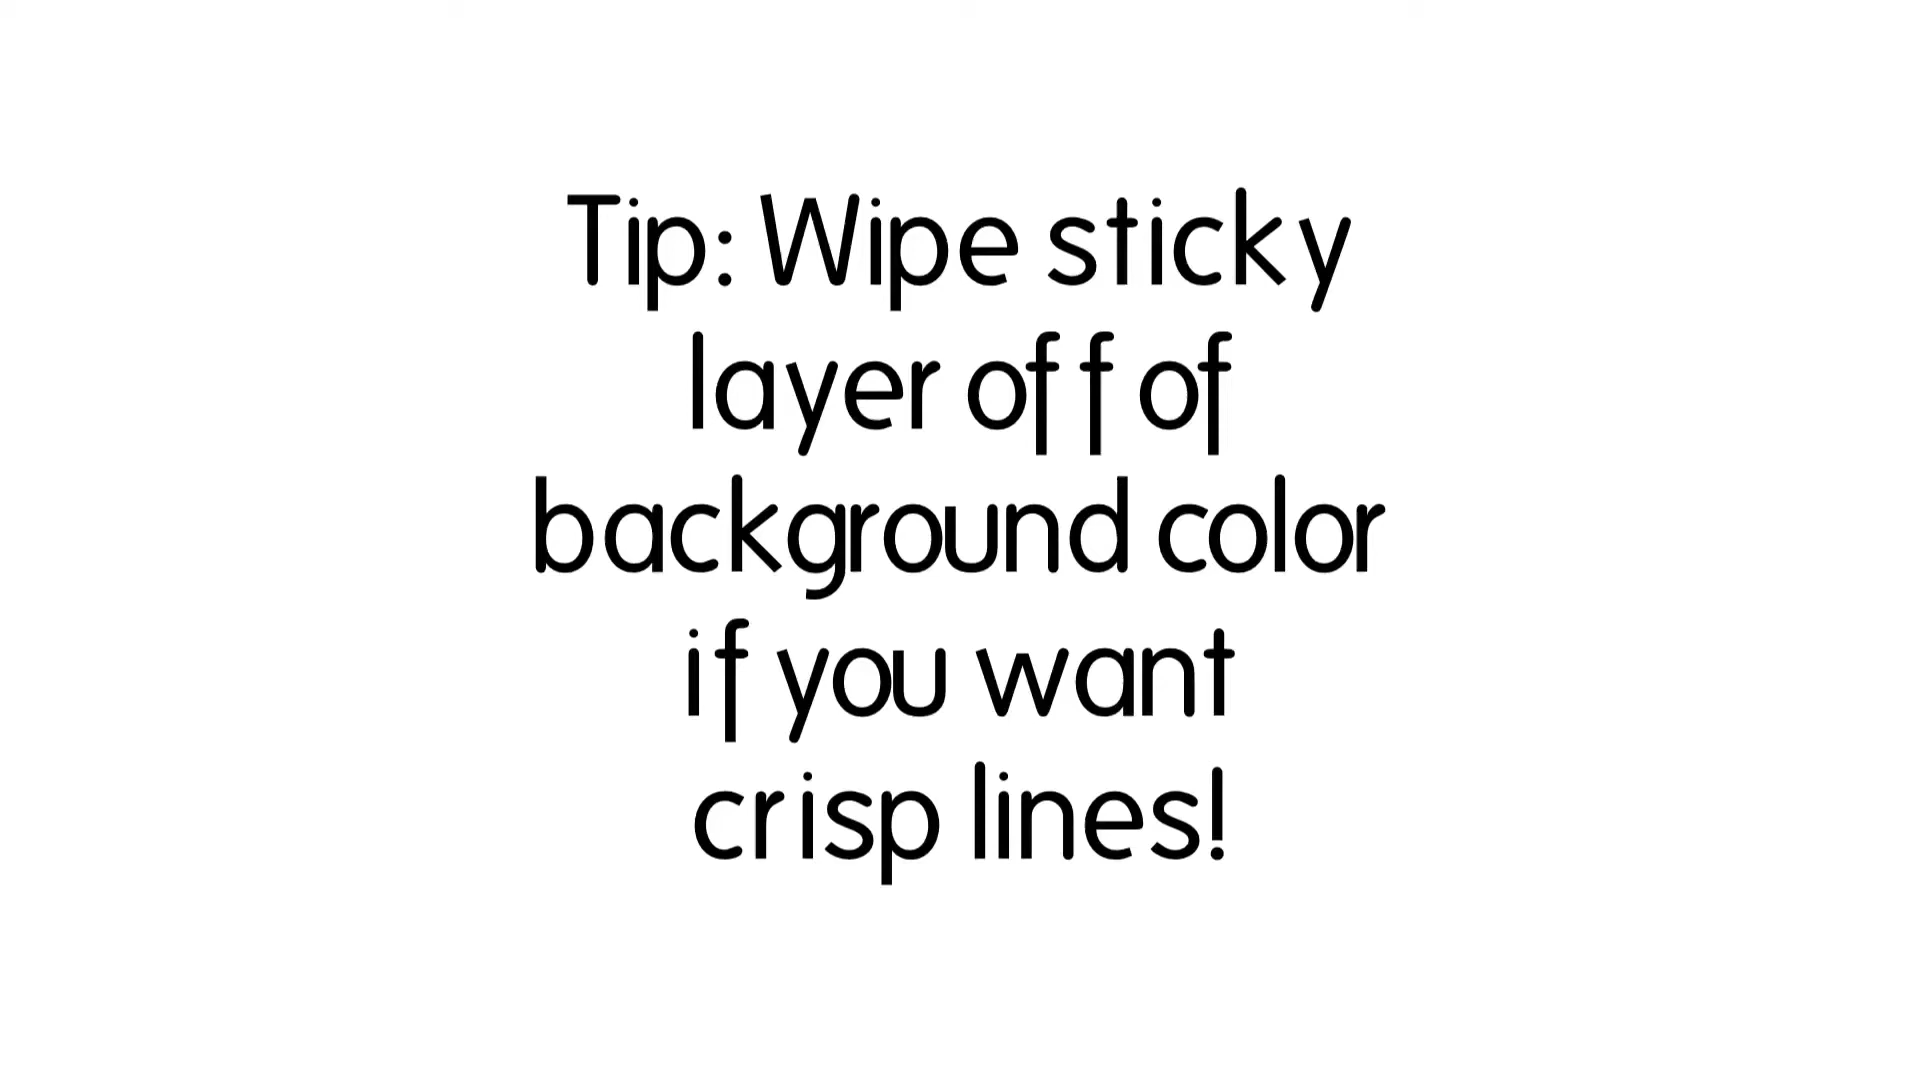 Tip: Wipe sticky
layer off of
background color
if you want
crisp lines!